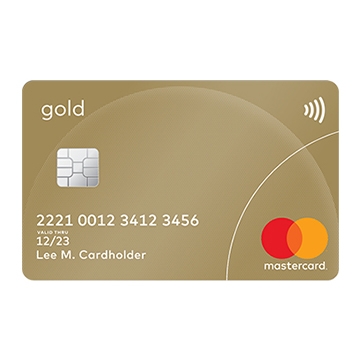 gold
2221 0012 3412 3456
VALID THRU
12/23
Lee M. Cardholder
mastercard.